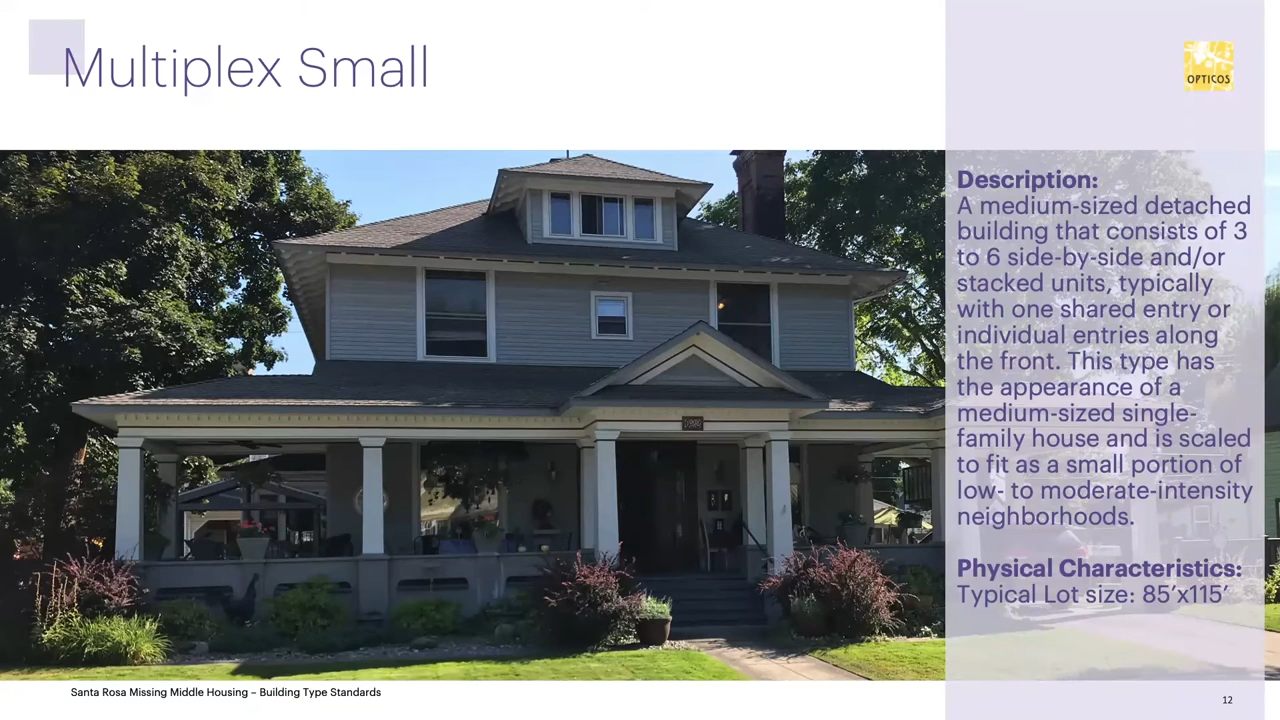 Multiplex Small
OPTICOS
Description:
A medium-sized detached
building that consists of 3
to 6 side-by-side and/or
stacked units, typically
with one shared entry or
individual entries along
the front. This type has
the appearance of a
medium-sized single-
family house and is scaled
to fit as a small portion of
low- to moderate-intensity
neighborhoods.
Physical Characteristics:
Typical Lot size: 85’x115’
Santa Rosa Missing Middle Housing – Building Type Standards
12